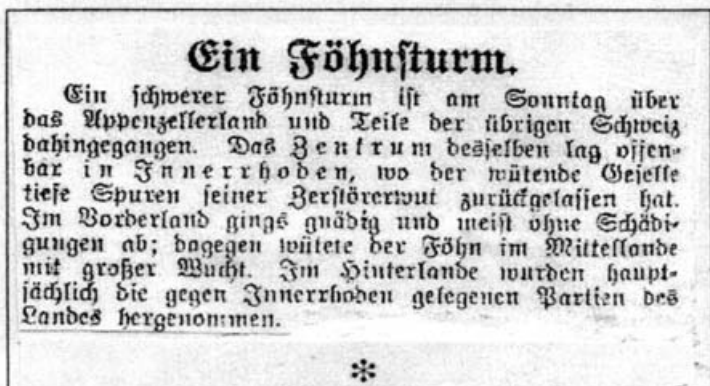 Ein Föhnsturm.
Ein schwerer Föhnsturm ist am Sonntag über
das Appenzellerland und Teile der übrigen Schweiz
dahingegangen. Das Zentrum desselben lag offen-
bar in Innerrhoden, wo der wütende Geselle
tiefe Spuren seiner Zerstörerwut zurückgelassen hat.
Im Vorderland gings gnädig und meist ohne Schädi-
gungen ab; dagegen wütete der Föhn im Mittellande
mit großer Wucht. Im Hinterlande wurden haupt-
sächlich die gegen Innerrhoden gelegenen Partien des
Landes hergenommen.
*